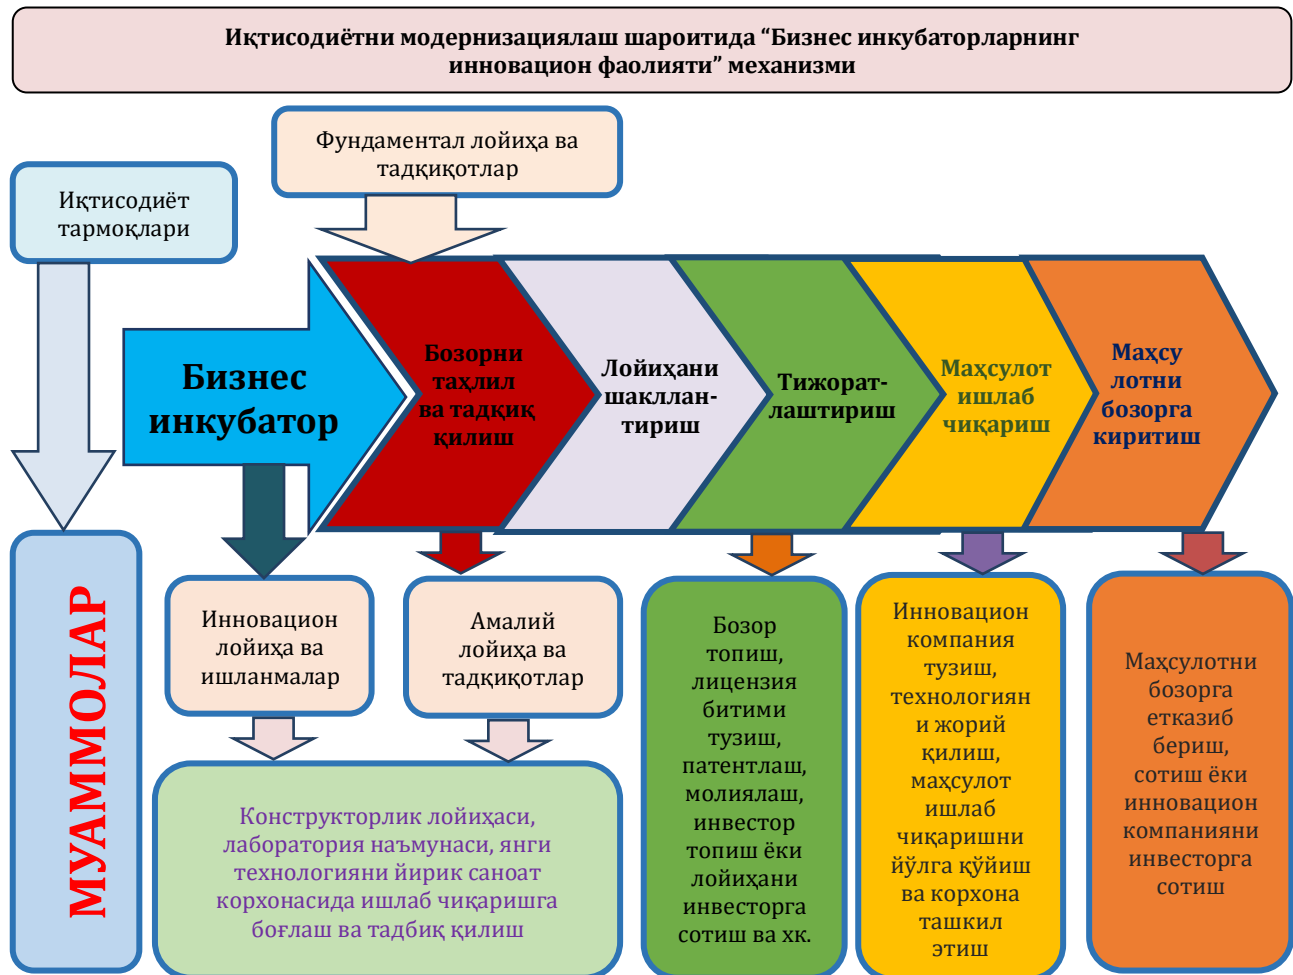 Иқтисодиётни модернизациялаш шароитида “Бизнес инкубаторларнинг
инновацион фаолияти” механизми
Фундаментал лойиҳа ва
тадқиқотлар
Иқтисодиёт
тармоқлари
Бизнес
инкубатор
Бозорни
таҳлил
ва тадқиқ
қилиш
Лойиҳани
шакллан-
тириш
Тижорат-
лаштириш
Маҳсулот
ишлаб
чиқариш
Маҳсу
лотни
бозорга
киритиш
МУАММОЛАР
Инновацион
лойиҳа ва
ишланмалар
Амалий
лойиҳа ва
тадқиқотлар
Конструкторлик лойиҳаси,
лаборатория наъмунаси, янги
технологияни йирик саноат
корхонасида ишлаб чиқаришга
боғлаш ва тадбиқ қилиш
Бозор
топиш,
лицензия
битими
тузиш,
патентлаш,
молиялаш,
инвестор
топиш ёки
лойиҳани
инвесторга
сотиш ва хк.
Инновацион
компания
тузиш,
технологиян
и жорий
қилиш,
маҳсулот
ишлаб
чиқаришни
йўлга қўйиш
ва корхона
ташкил
этиш
Маҳсулотни
бозорга
етказиб
бериш,
сотиш ёки
инновацион
компанияни
инвесторга
сотиш